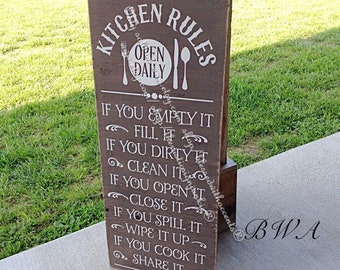 KITCHEN RULES
OPEN
DAILY
IF YOU EMPTY IT
FILL IT
IF YOU DIRTY IT
CLEAN IT
IF YOU OPEN IT
CLOSE IT
IF YOU SPILL IT
WIPE IT UP
IF YOU COOK IT
SHARE IT
BWA